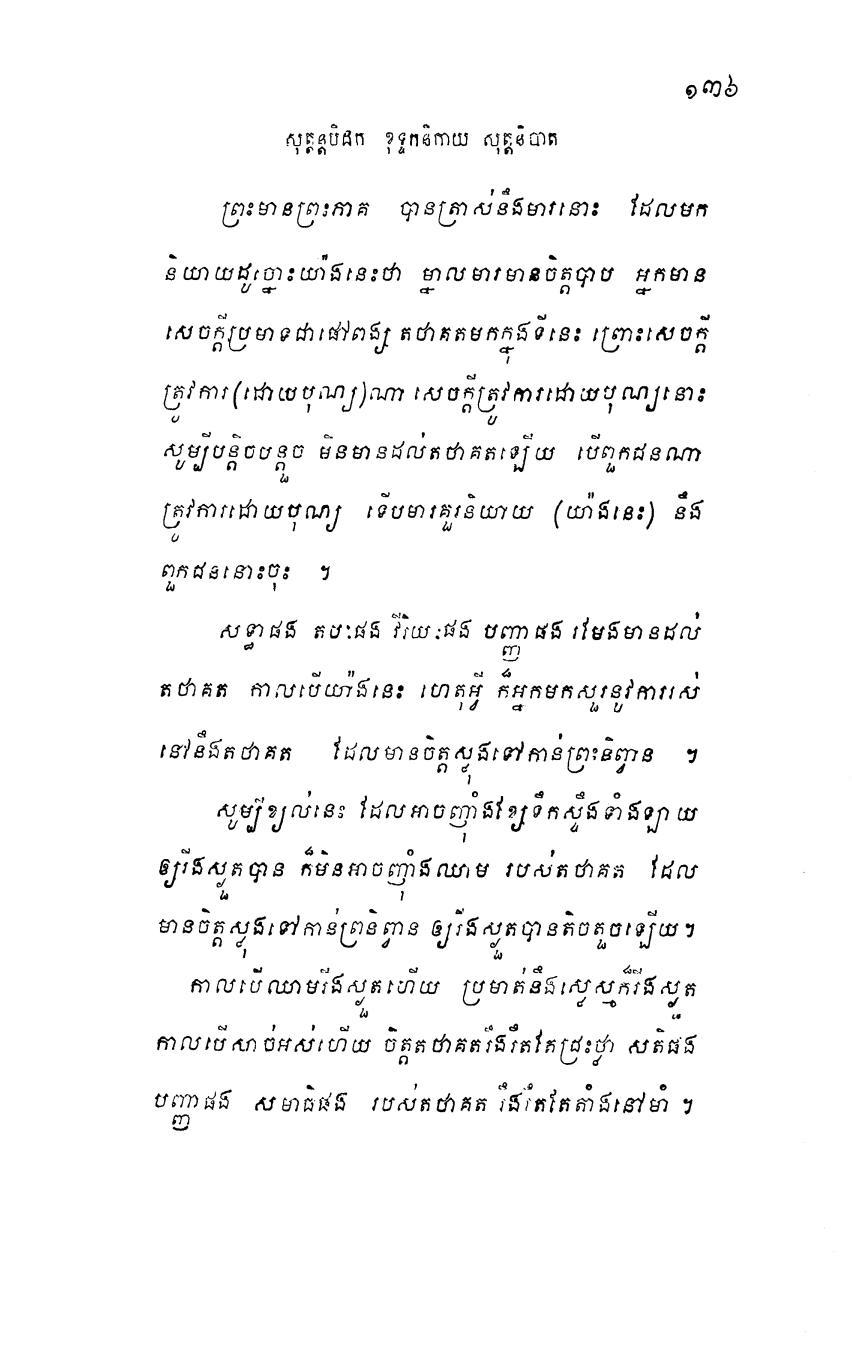 ១៣៦
សុត្តន្តបិដក ខុទ្ទកនិកាយ សុត្តនិបាត
ព្រះមានព្រះភាគ បានត្រាស់នឹងមារនោះ ដែលមក
និយាយដូច្នោះយ៉ាងនេះថា ម្នាលមារមានចិត្តបាប អ្នកមាន
សេចក្តីប្រមាទជាផៅពង្ស តថាគតមកក្នុងទីនេះ ព្រោះសេចក្តី
ត្រូវការ(ដោយបុណ្យ)ណា សេចក្តីត្រូវការដោយបុណ្យនោះ
សូម្បីបន្តិចបន្តួច មិនមានដល់តថាគតឡើយ បើពួកជនណា
ត្រូវការដោយបុណ្យ ទើបមារគួរនិយាយ (យ៉ាងនេះ) នឹង
ពួកជននោះចុះ ។
សទ្ធាផង តបៈផង វីរិយៈផង បញ្ញាផង រមែងមានដល់
តថាគត កាលបើយ៉ាងនេះ ហេតុអ្វី ក៏អ្នកមកសួរនូវការរស់
នៅនឹងតថាគត ដែលមានចិត្តស្លុងទៅកាន់ព្រះនិព្វាន ។
សូម្បីខ្យល់នេះ ដែលអាចញុំាងខ្សែទឹកស្ទឹងទាំងឡាយ
ឲ្យរីងស្ងួតបាន ក៏មិនអាចញុំាងឈាម របស់តថាគត ដែល
មានចិត្តស្លុងទៅកាន់ព្រនិព្វាន ឲ្យរីងស្ងួតបានតិចតួចឡើយ។
កាលបើឈាមរីងស្ងួតហើយ ប្រមាត់នឹងស្លេស្មក៏រីងស្ងួត
កាលបើសាច់អស់ហើយ ចិត្តតថាគតរឹងរឹតតែជ្រះថ្លា សតិផង
បញ្ញាផង សមាធិផង របស់តថាគត រឹងរឹតតែតាំងនៅមាំ ។